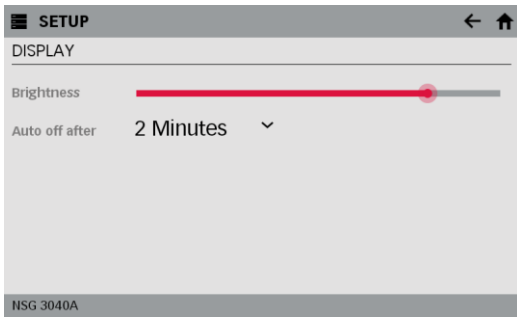 SETUP
DISPLAY
Brightness
Auto off after 2 Minutes
NSG 3040A